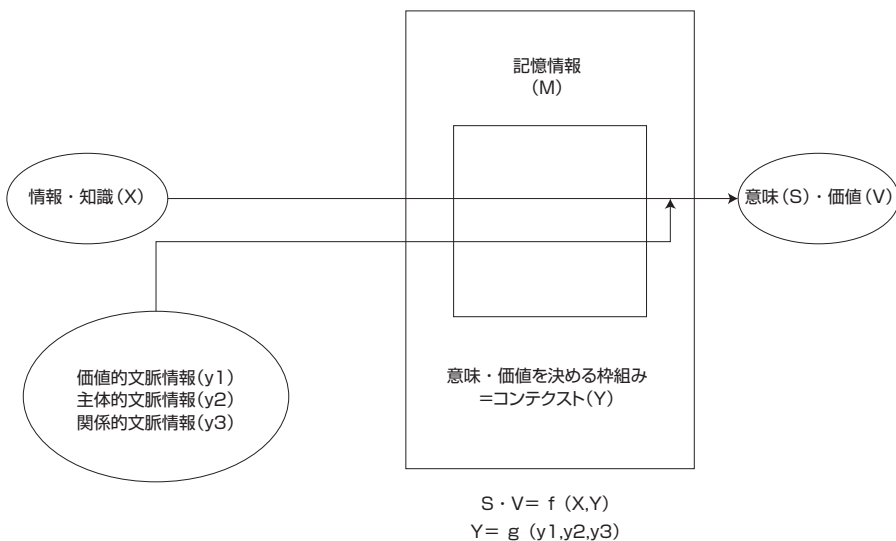 記憶情報
(M)
情報・知識(X)
意味(S)・価値(V)
価値的文脈情報(y1)
主体的文脈情報(y2)
関係的文脈情報(y3)
意味・価値を決める枠組み
=コンテクスト(Y)
S・V= f (X,Y)
Y= g (y1,y2,y3)